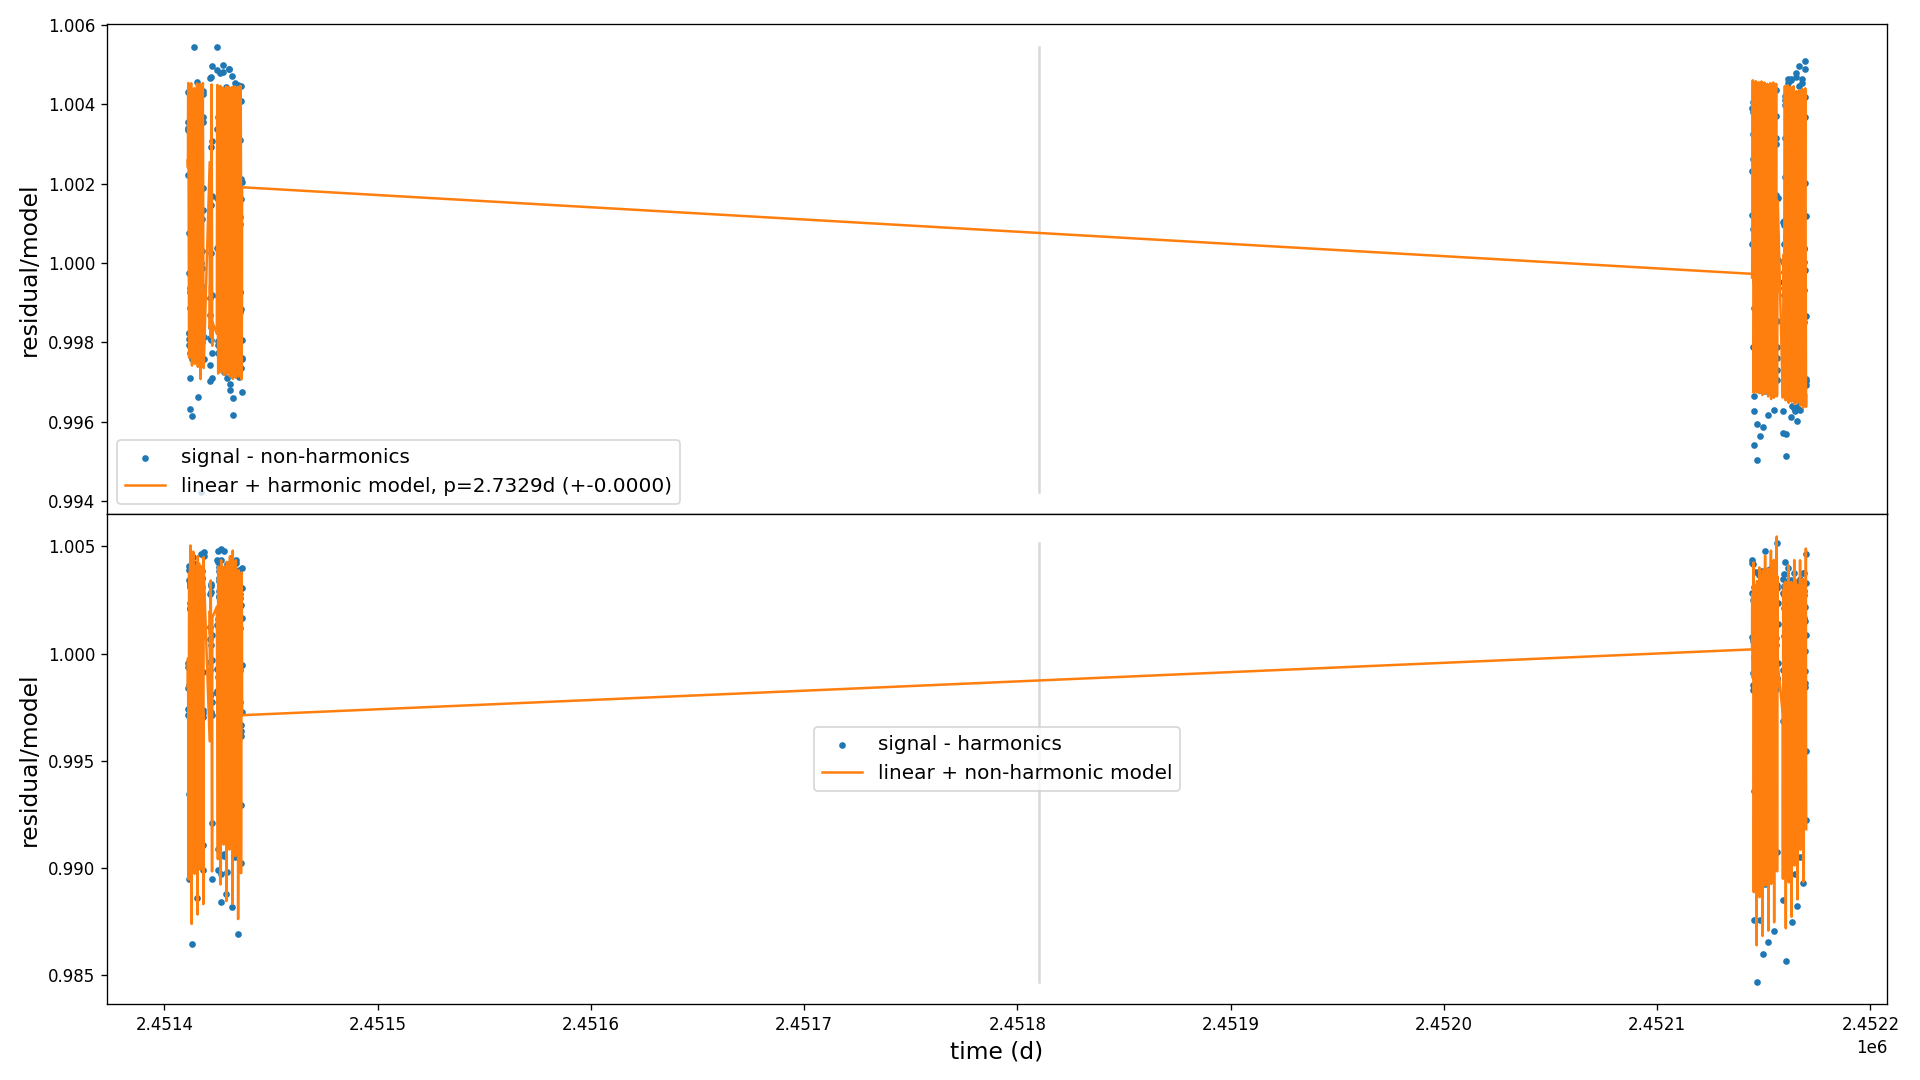 1.006
1.004
1.002
1.000
0.998
0.996
0.994
residual/model
signal - non-harmonics
linear + harmonic model, p=2.7329d (+-0.0000)
1.005
1.000
0.995
0.990
0.985
residual/model
signal - harmonics
linear + non-harmonic model
2.4514 2.4515 2.4516 2.4517 2.4518 2.4519 2.4520 2.4521 2.4522
time (d)
1e6